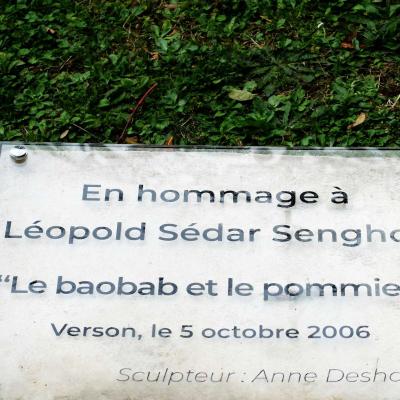 En hommage à
Léopold Sédar Sengho
“Le baobab et le pommie
Verson, le 5 octobre 2006
Sculpteur : Anne Desho